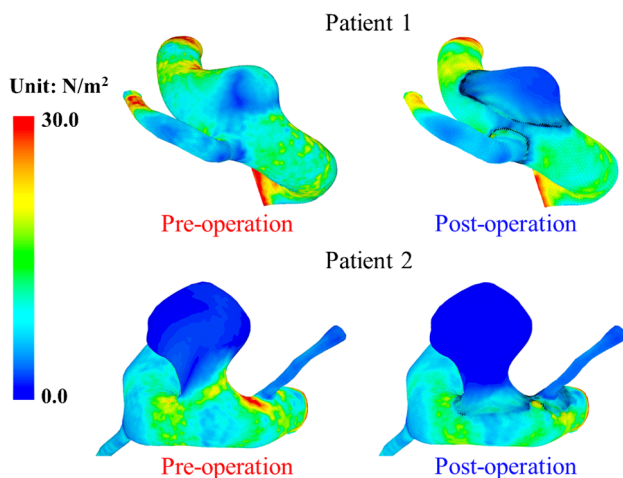 Patient 1
Unit: N/m²
30.0
Pre-operation
Post-operation
Patient 2
0.0
Pre-operation
Post-operation